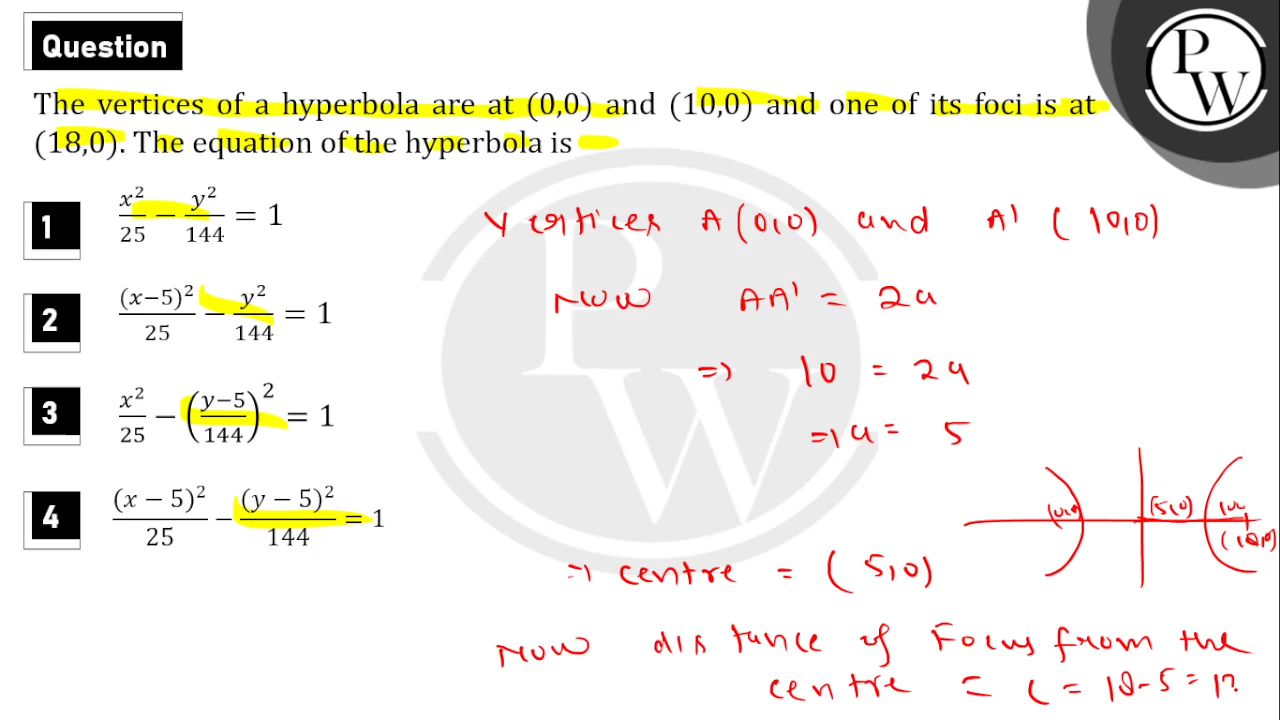 Question
PW
The vertices of a hyperbola are at (0,0) and (10,0) and one of its foci is at
(18,0). The equation of the hyperbola is
1 x²/25 − y²/144 = 1
2 (x−5)²/25 − y²/144 = 1
3 x²/25 − ((y−5)/144)² = 1
4 (x − 5)²/25 − (y − 5)²/144 = 1
Vertices A (0,0) and A' (10,0)
Now AA' = 2a
=> 10 = 2a
=> a = 5
(5,0)
=> centre = (5,0)
Now distance of Focus from the
centre = c = 18-5 = 13